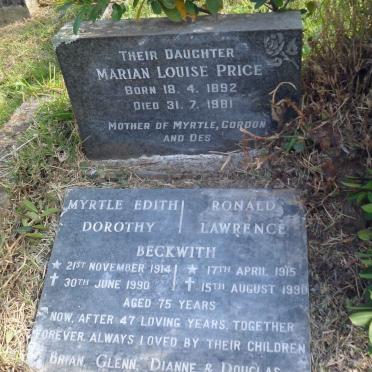 THEIR DAUGHTER
MARIAN LOUISE PRICE
BORN 18. 4. 1892
DIED 31. 7. 1981
MOTHER OF MYRTLE, GORDON
AND DES
MYRTLE EDITH RONALD
DOROTHY LAWRENCE
BECKWITH
21ST NOVEMBER 1914 17TH APRIL 1915
30TH JUNE 1990 15TH AUGUST 1990
AGED 75 YEARS
NOW, AFTER 47 LOVING YEARS, TOGETHER
FOREVER. ALWAYS LOVED BY THEIR CHILDREN
BRIAN, GLENN, DIANNE & DOUGLAS